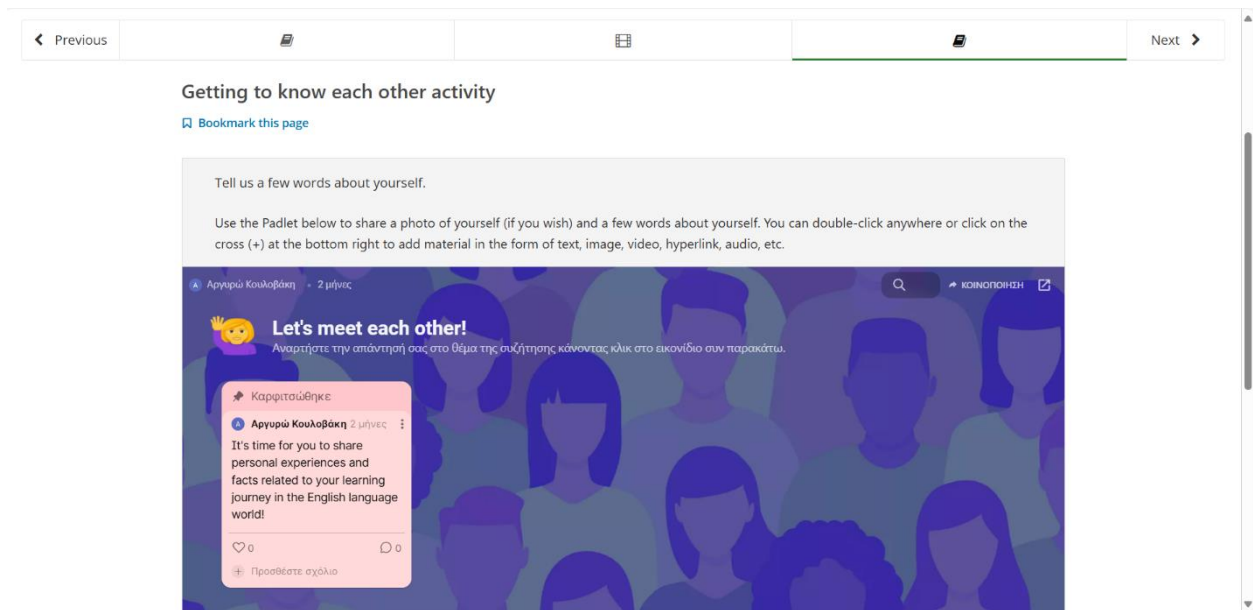 Previous
Next
Getting to know each other activity
Bookmark this page
Tell us a few words about yourself.
Use the Padlet below to share a photo of yourself (if you wish) and a few words about yourself. You can double-click anywhere or click on the
cross (+) at the bottom right to add material in the form of text, image, video, hyperlink, audio, etc.
A Αργυρώ Κουλοβάκη • 2 μήνες
ΚΟΙΝΟΠΟΙΗΣΗ
Let's meet each other!
Αναρτήστε την απάντησή σας στο θέμα της συζήτησης κάνοντας κλικ στο εικονίδιο συν παρακάτω.
Καρφιτσώθηκε
A Αργυρώ Κουλοβάκη 2 μήνες
It's time for you to share
personal experiences and
facts related to your learning
journey in the English language
world!
0 0
Προσθέστε σχόλιο